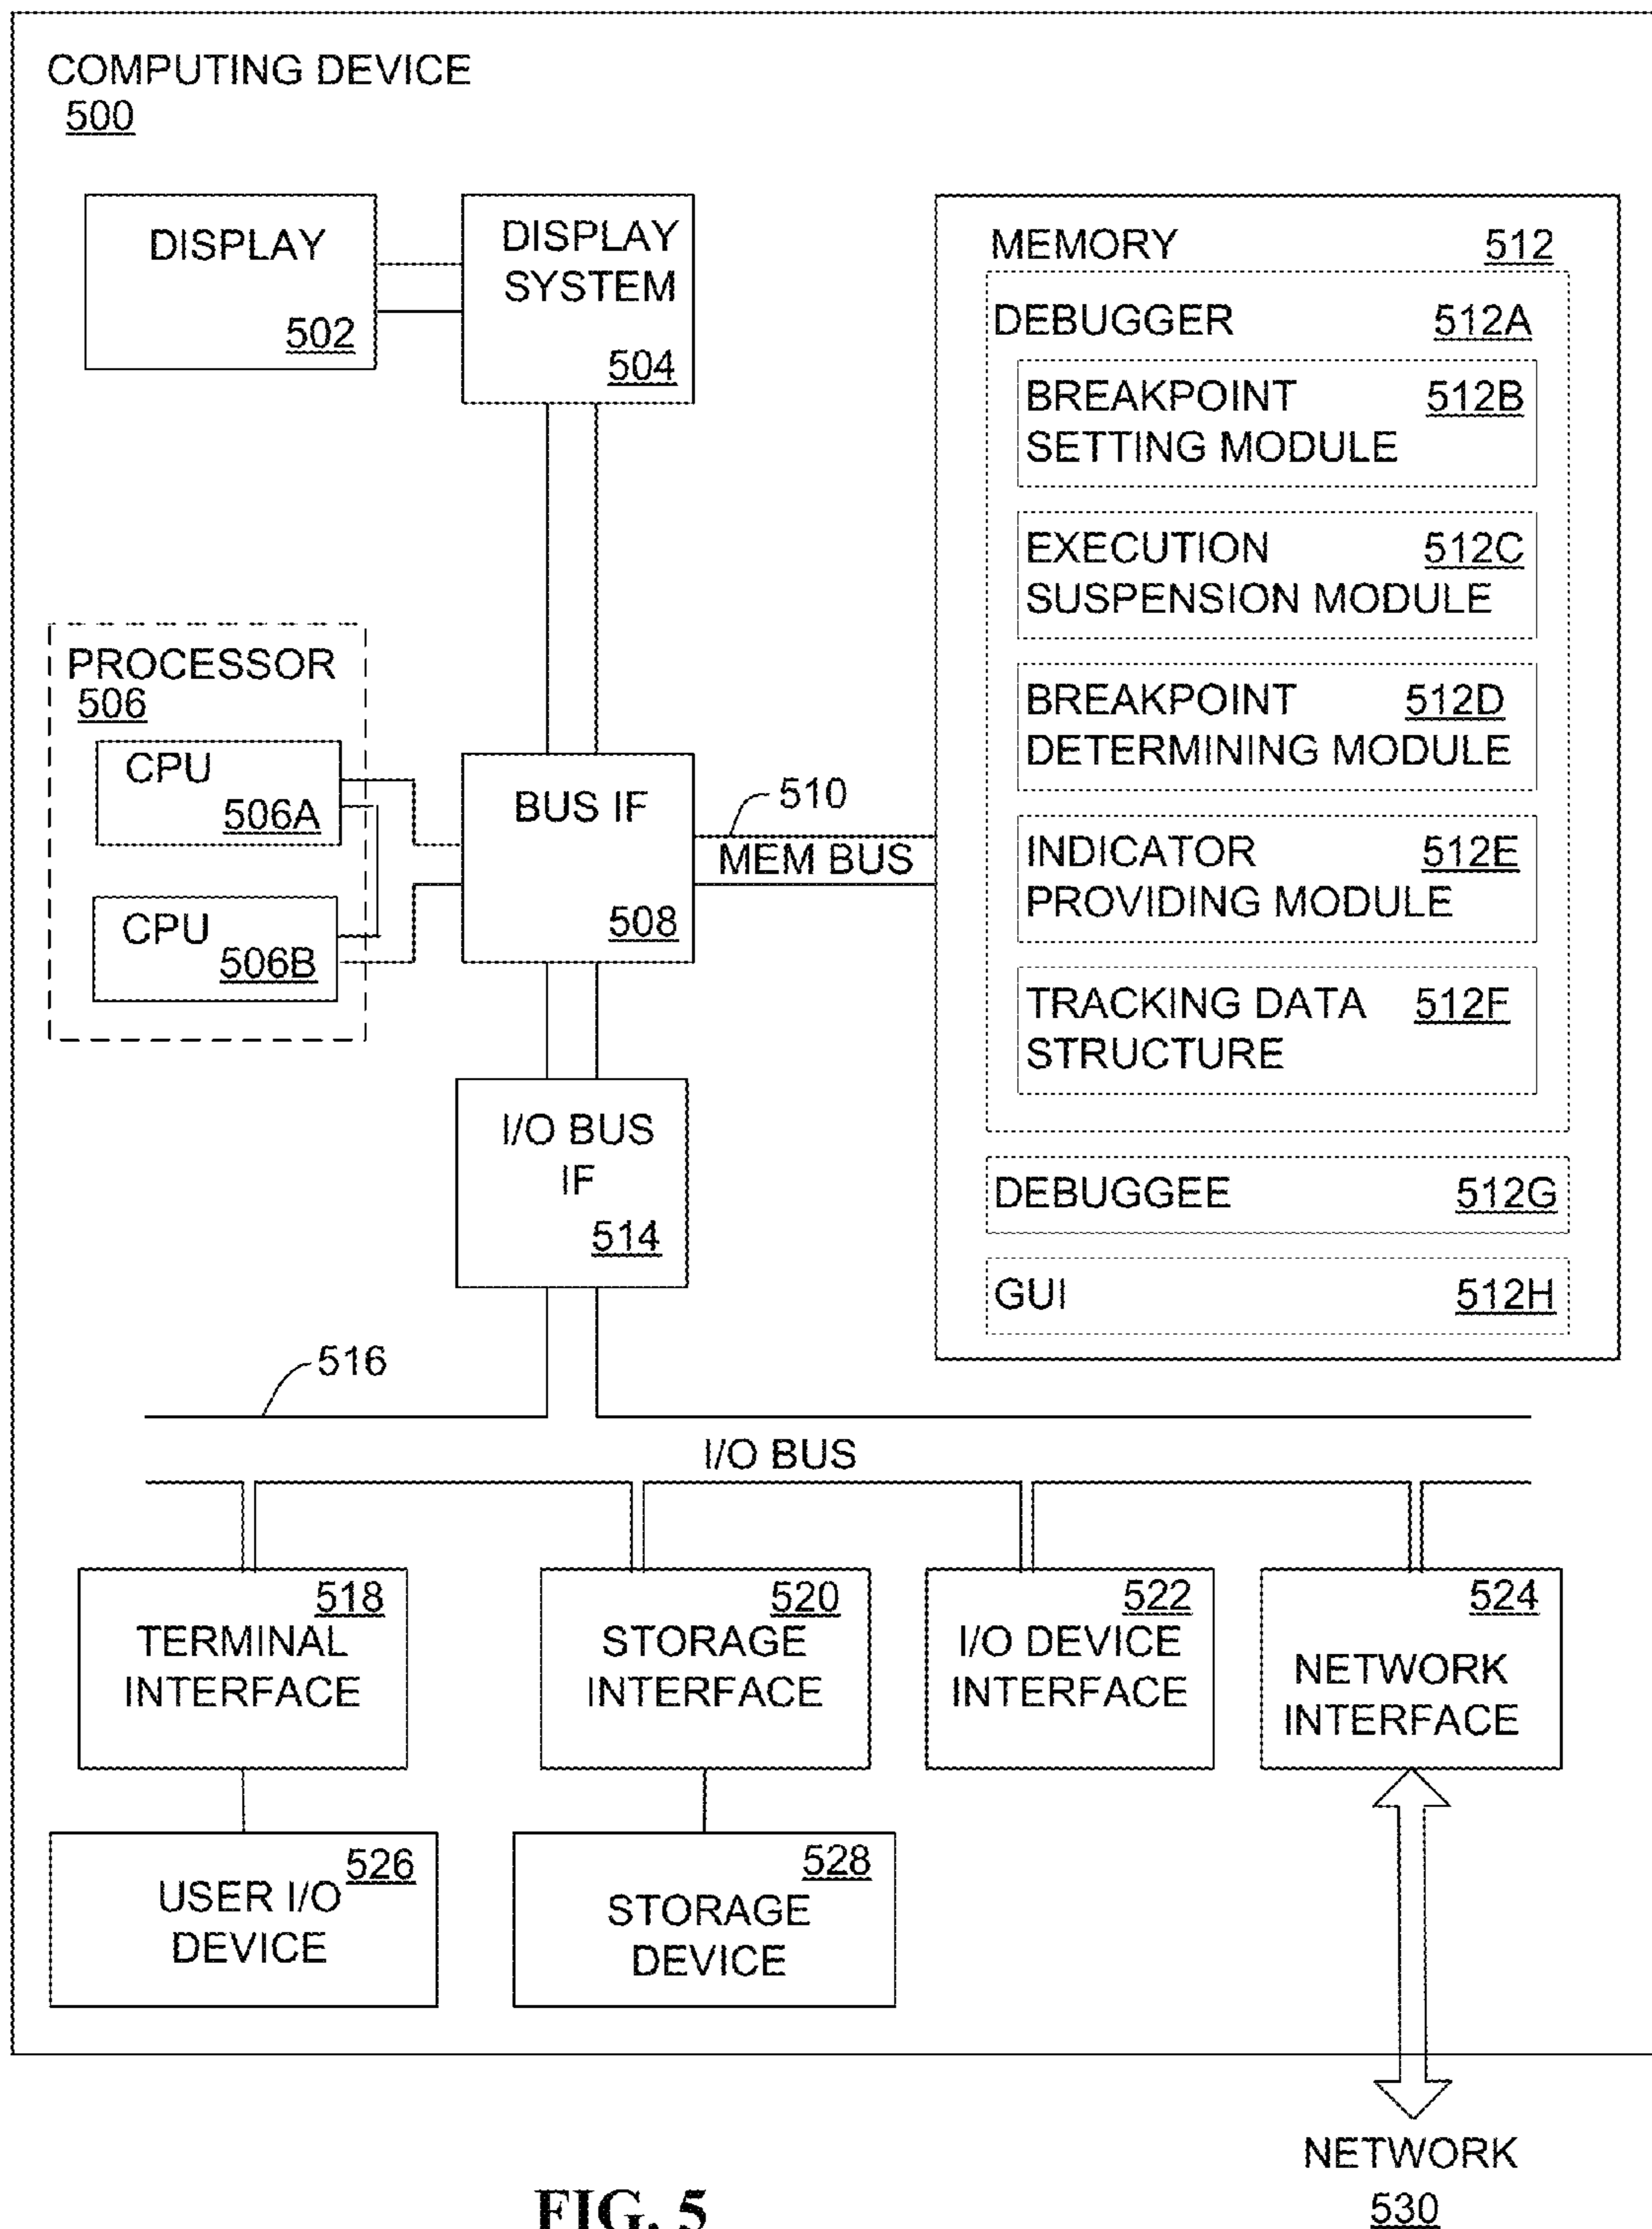 COMPUTING DEVICE
500
DISPLAY
502
DISPLAY
SYSTEM
504
MEMORY 512
DEBUGGER 512A
BREAKPOINT 512B
SETTING MODULE
EXECUTION 512C
SUSPENSION MODULE
BREAKPOINT 512D
DETERMINING MODULE
INDICATOR 512E
PROVIDING MODULE
TRACKING DATA 512F
STRUCTURE
DEBUGGEE 512G
GUI 512H
PROCESSOR
506
CPU
506A
CPU
506B
BUS IF
508
510
MEM BUS
I/O BUS
IF
514
516
I/O BUS
518
TERMINAL
INTERFACE
520
STORAGE
INTERFACE
522
I/O DEVICE
INTERFACE
524
NETWORK
INTERFACE
526
USER I/O
DEVICE
528
STORAGE
DEVICE
NETWORK
530
FIG. 5